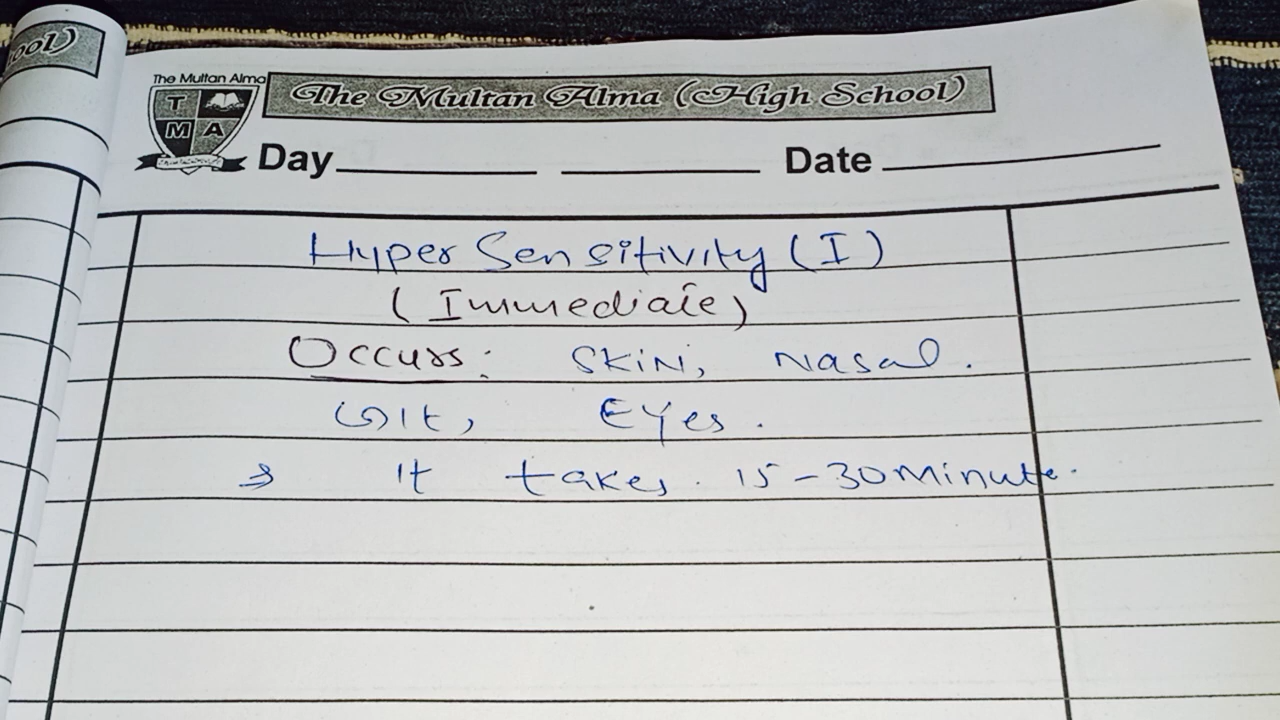 ool)
The Multan Alma
T
M A
The Multan Alma (High School)
Day
Date
Hyper Sensitivity (I)
(Immediate)
Occurs: Skin, Nasal.
GIt, Eyes.
⇒ It takes. 15-30 Minute.